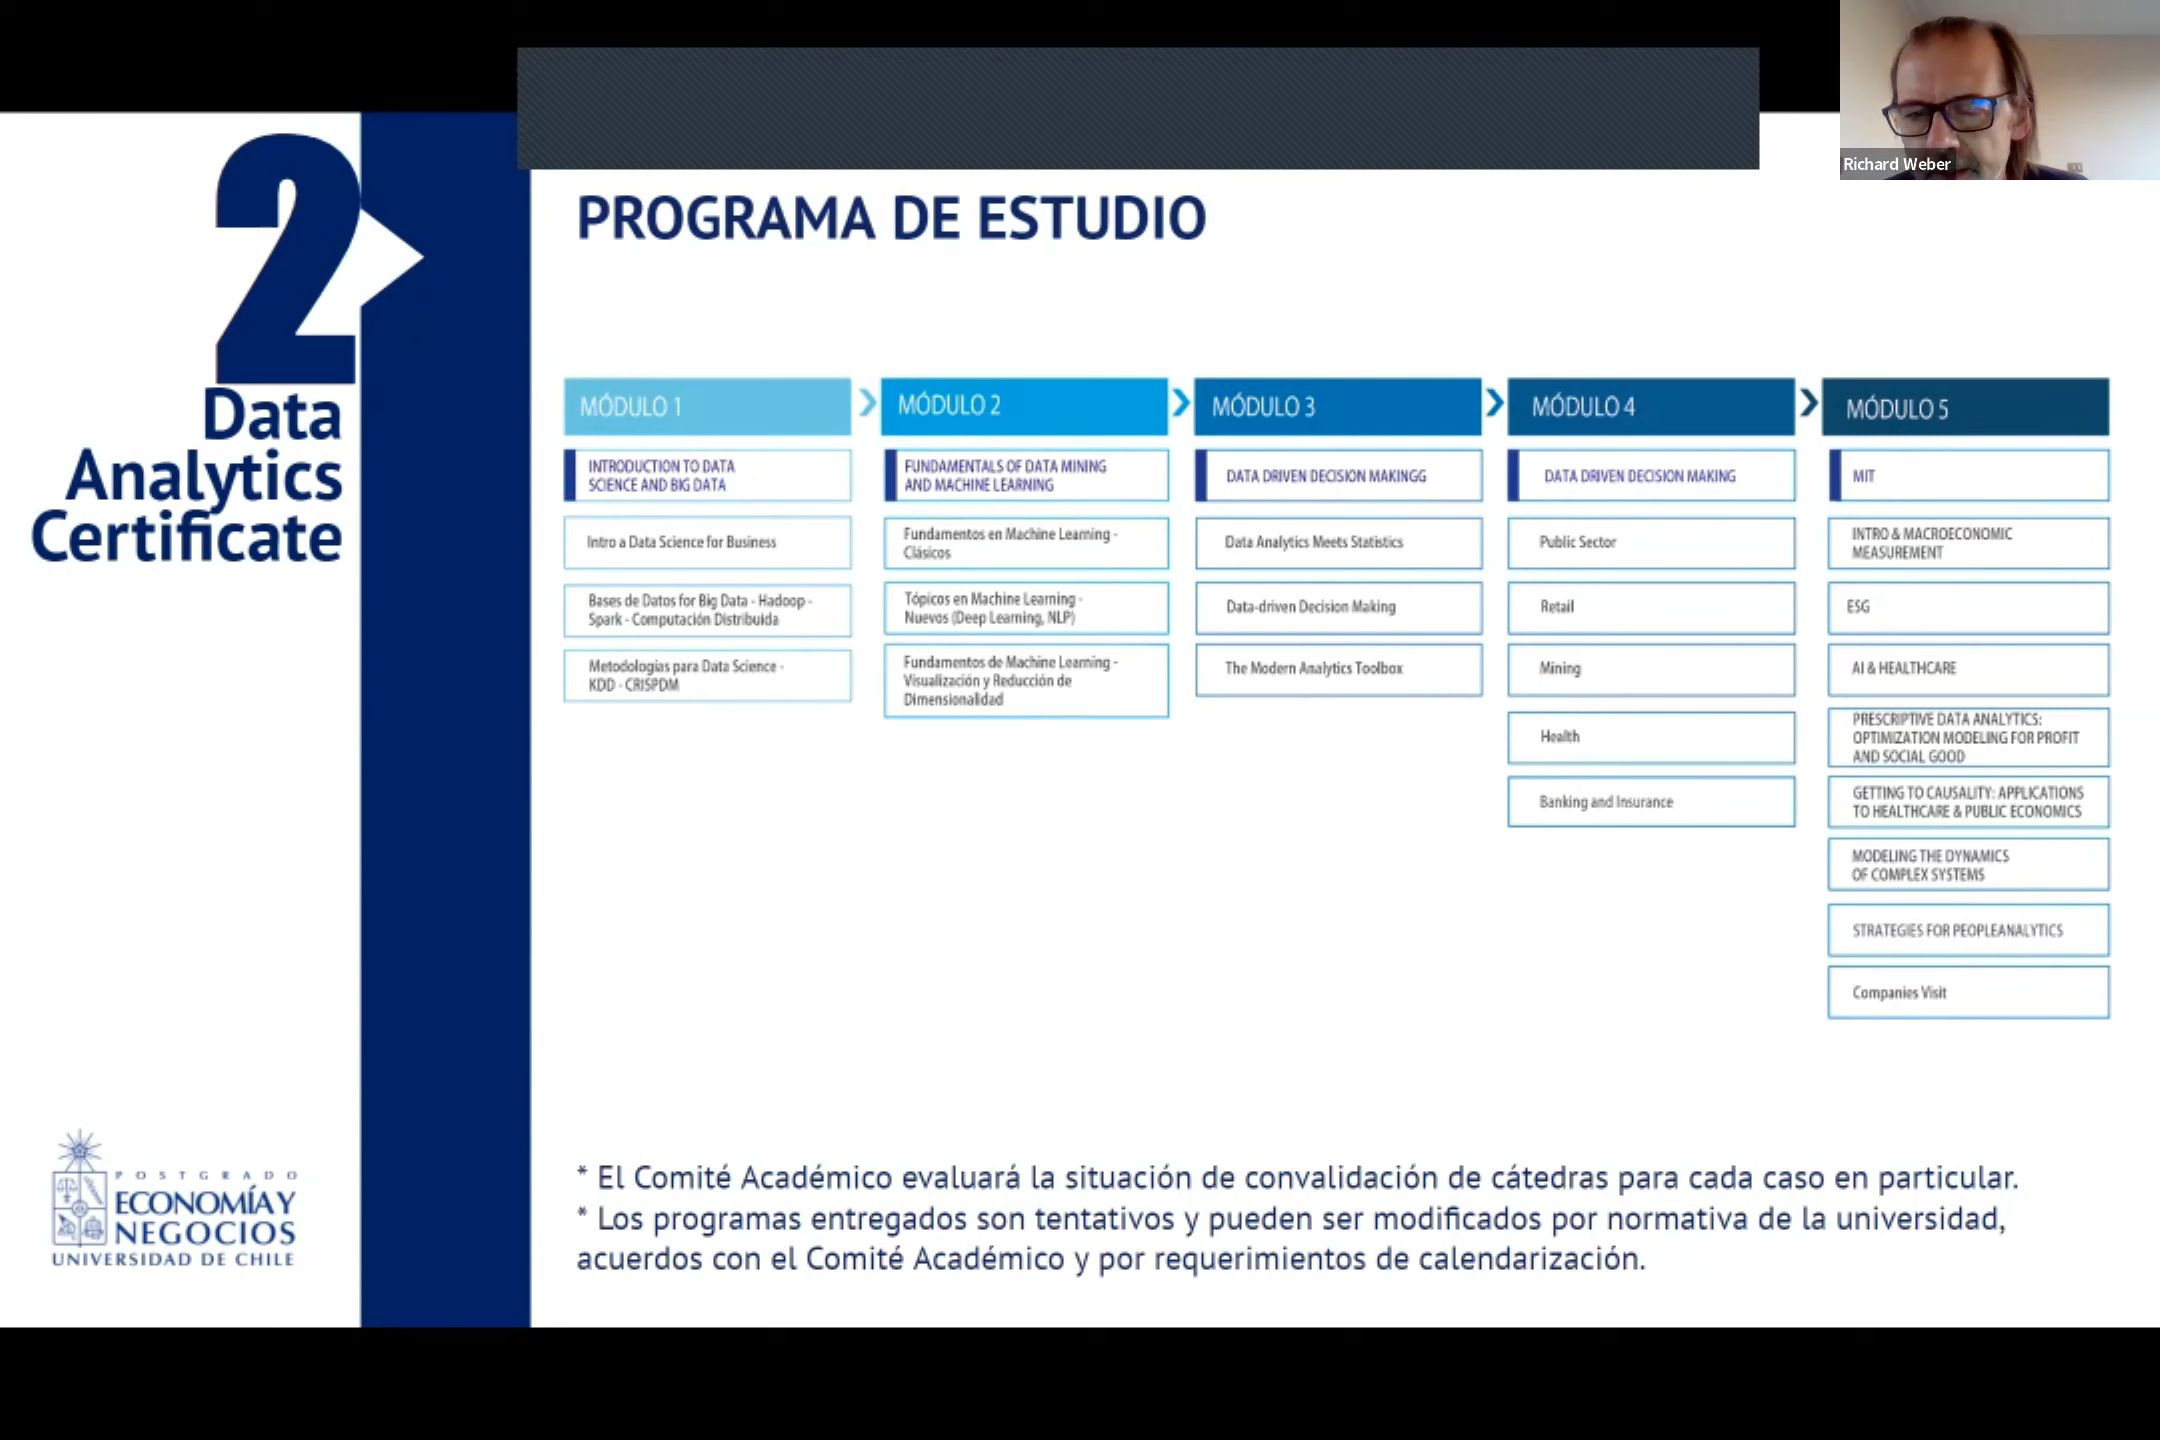 Richard Weber
2
Data
Analytics
Certificate
PROGRAMA DE ESTUDIO
MÓDULO 1
INTRODUCTION TO DATA
SCIENCE AND BIG DATA
Intro a Data Science for Business
Bases de Datos for Big Data - Hadoop -
Spark - Computación Distribuida
Metodologías para Data Science -
KDD - CRISPDM
MÓDULO 2
FUNDAMENTALS OF DATA MINING
AND MACHINE LEARNING
Fundamentos en Machine Learning -
Clásicos
Tópicos en Machine Learning -
Nuevos (Deep Learning, NLP)
Fundamentos de Machine Learning -
Visualización y Reducción de
Dimensionalidad
MÓDULO 3
DATA DRIVEN DECISION MAKINGG
Data Analytics Meets Statistics
Data-driven Decision Making
The Modern Analytics Toolbox
MÓDULO 4
DATA DRIVEN DECISION MAKING
Public Sector
Retail
Mining
Health
Banking and Insurance
MÓDULO 5
MIT
INTRO & MACROECONOMIC
MEASUREMENT
ESG
AI & HEALTHCARE
PRESCRIPTIVE DATA ANALYTICS:
OPTIMIZATION MODELING FOR PROFIT
AND SOCIAL GOOD
GETTING TO CAUSALITY: APPLICATIONS
TO HEALTHCARE & PUBLIC ECONOMICS
MODELING THE DYNAMICS
OF COMPLEX SYSTEMS
STRATEGIES FOR PEOPLEANALYTICS
Companies Visit
* El Comité Académico evaluará la situación de convalidación de cátedras para cada caso en particular.
* Los programas entregados son tentativos y pueden ser modificados por normativa de la universidad,
acuerdos con el Comité Académico y por requerimientos de calendarización.
POSTGRADO
ECONOMÍA Y
NEGOCIOS
UNIVERSIDAD DE CHILE